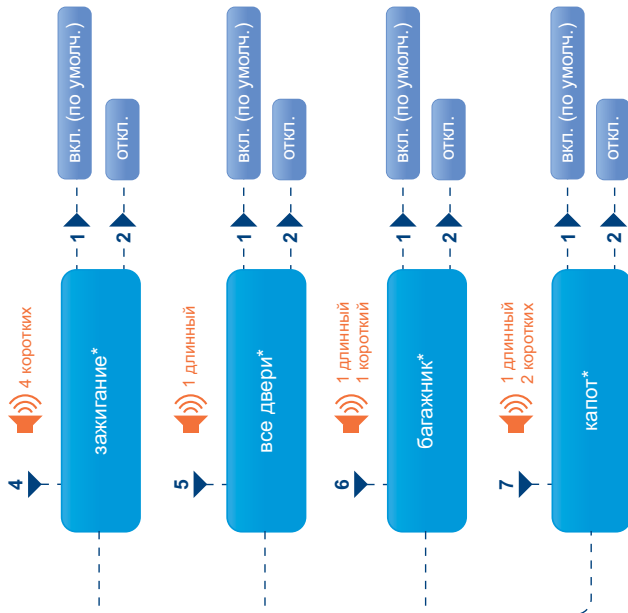 4
4 коротких
зажигание*
1
вкл. (по умолч.)
2
откл.
5
1 длинный
все двери*
1
вкл. (по умолч.)
2
откл.
6
1 длинный
1 короткий
багажник*
1
вкл. (по умолч.)
2
откл.
7
1 длинный
2 коротких
капот*
1
вкл. (по умолч.)
2
откл.